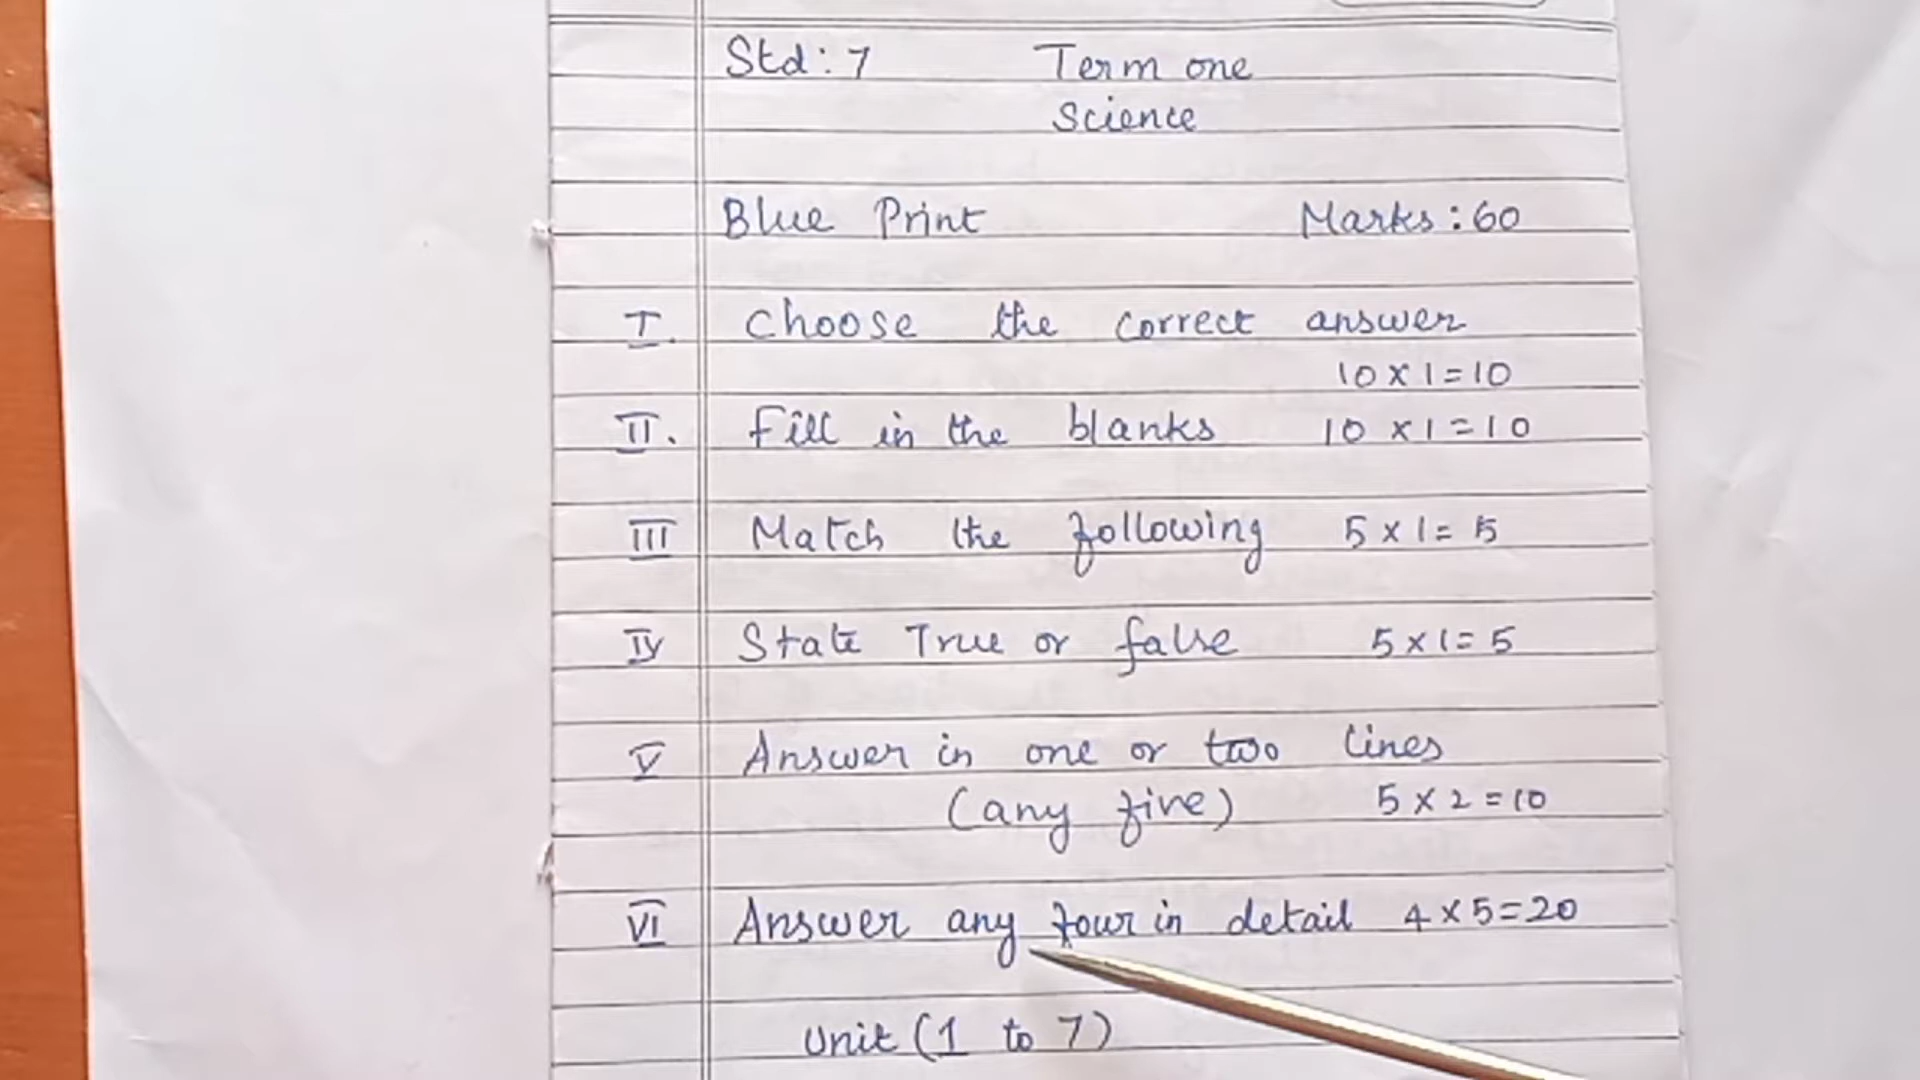 Std: 7 Term one
Science
Blue Print Marks: 60
I. Choose the correct answer
10 x 1 = 10
II. Fill in the blanks 10 x 1 = 10
III Match the following 5 x 1 = 5
IV State True or false 5 x 1 = 5
V Answer in one or two lines
(any five) 5 x 2 = 10
VI Answer any four in detail 4 x 5 = 20
Unit (1 to 7)